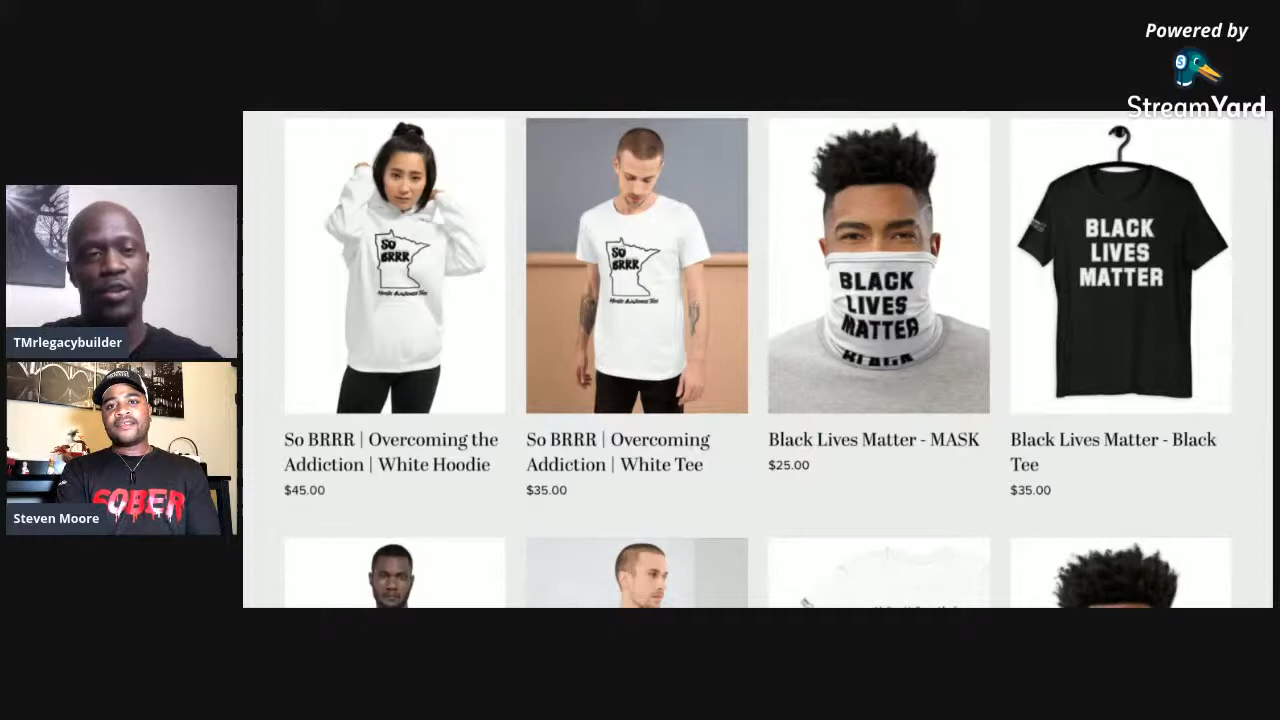 Powered by
StreamYard
TMrlegacybuilder
SOBER
Steven Moore
SO
BRRR
SO
BRRR
BLACK
LIVES
MATTER
BLACK
LIVES
MATTER
So BRRR | Overcoming the
Addiction | White Hoodie
$45.00
So BRRR | Overcoming
Addiction | White Tee
$35.00
Black Lives Matter - MASK
$25.00
Black Lives Matter - Black
Tee
$35.00